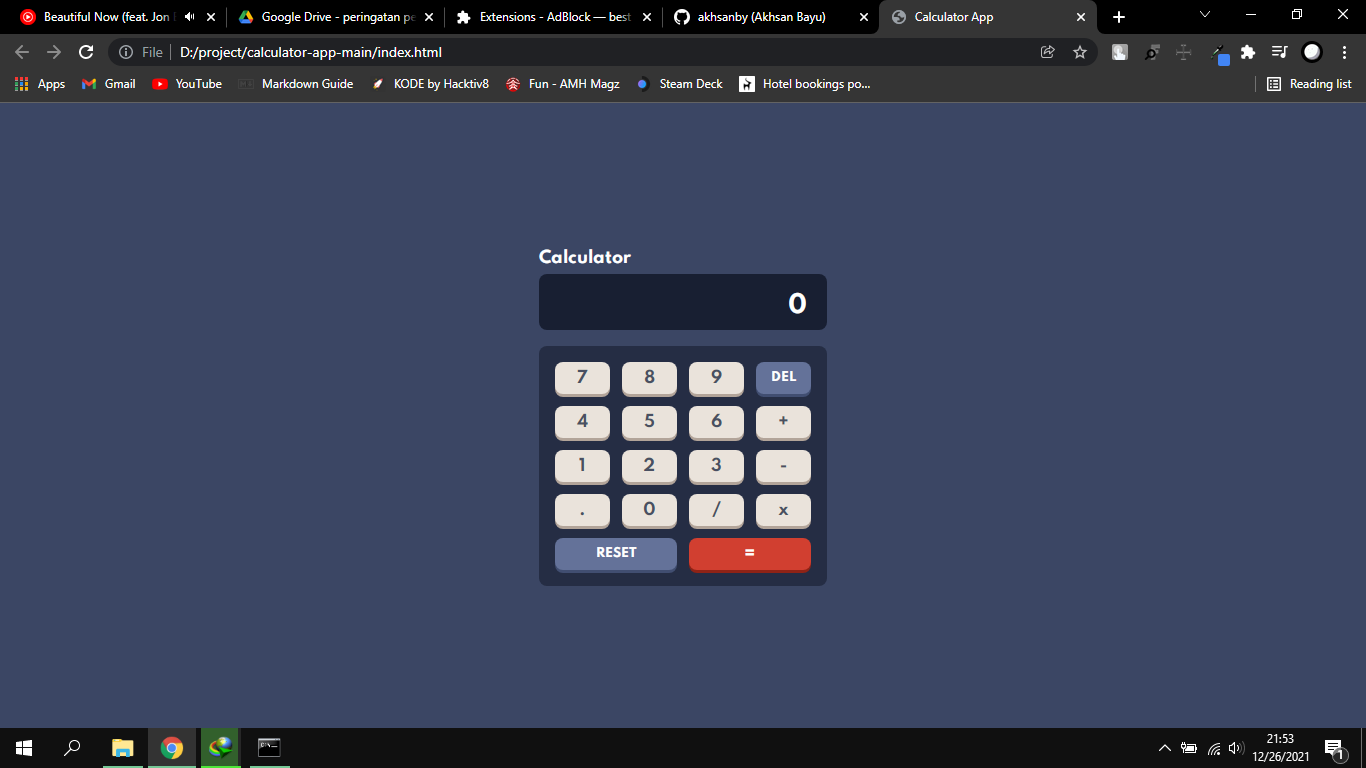 Beautiful Now (feat. Jon
Google Drive - peringatan pe
Extensions - AdBlock — best
akhsanby (Akhsan Bayu)
Calculator App
File
D:/project/calculator-app-main/index.html
Apps
Gmail
YouTube
Markdown Guide
KODE by Hacktiv8
Fun - AMH Magz
Steam Deck
Hotel bookings po...
Reading list
Calculator
0
7 8 9 DEL
4 5 6 +
1 2 3 -
. 0 / x
RESET =
21:53
12/26/2021
1